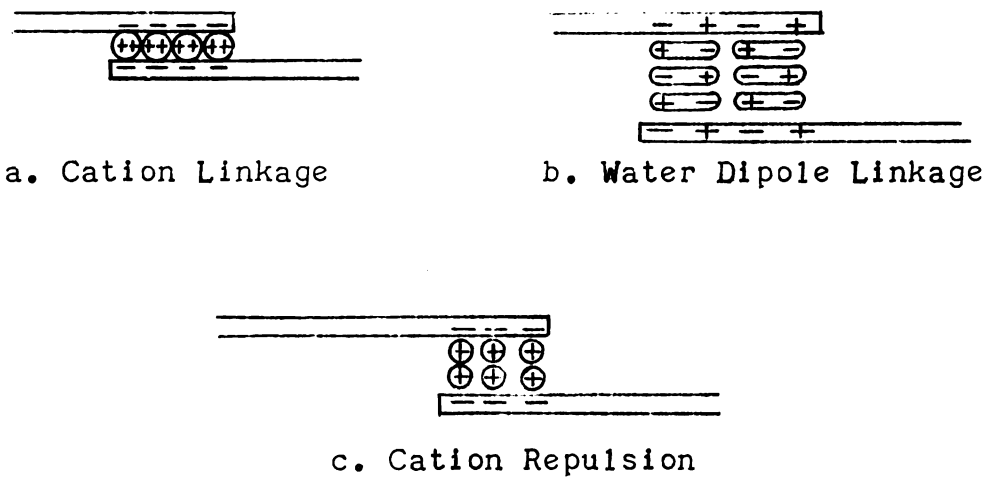 a. Cation Linkage
b. Water Dipole Linkage
c. Cation Repulsion